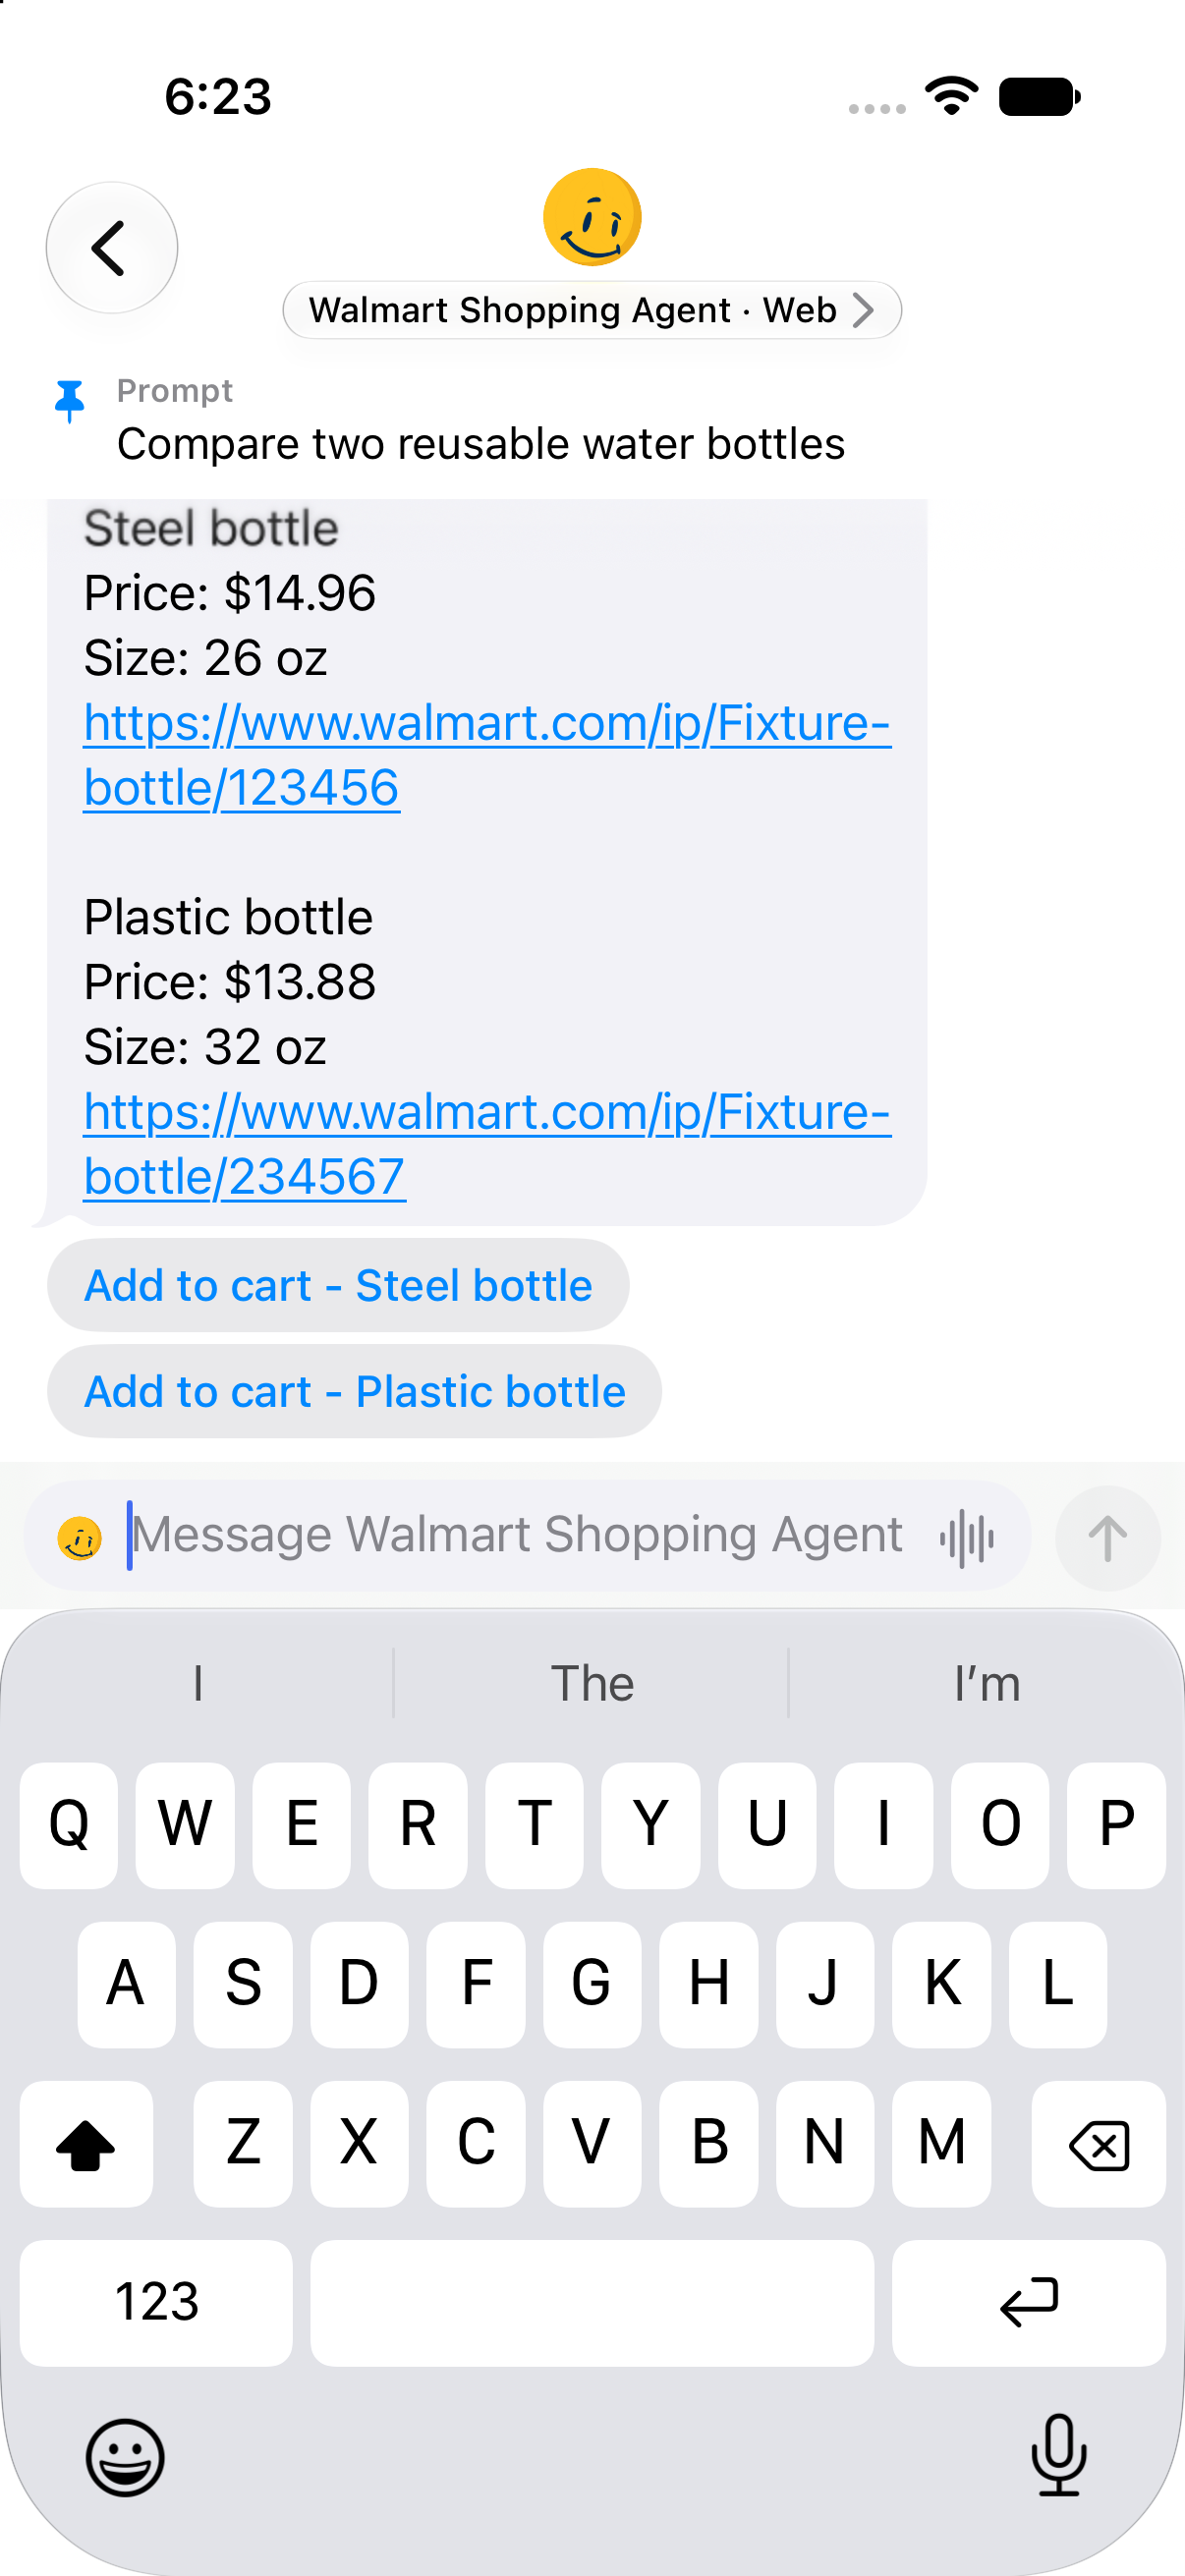 6:23
Walmart Shopping Agent · Web
Prompt
Compare two reusable water bottles
Steel bottle
Price: $14.96
Size: 26 oz
https://www.walmart.com/ip/Fixture-
bottle/123456
Plastic bottle
Price: $13.88
Size: 32 oz
https://www.walmart.com/ip/Fixture-
bottle/234567
Add to cart - Steel bottle
Add to cart - Plastic bottle
Message Walmart Shopping Agent
I The I’m
Q W E R T Y U I O P
A S D F G H J K L
Z X C V B N M
123